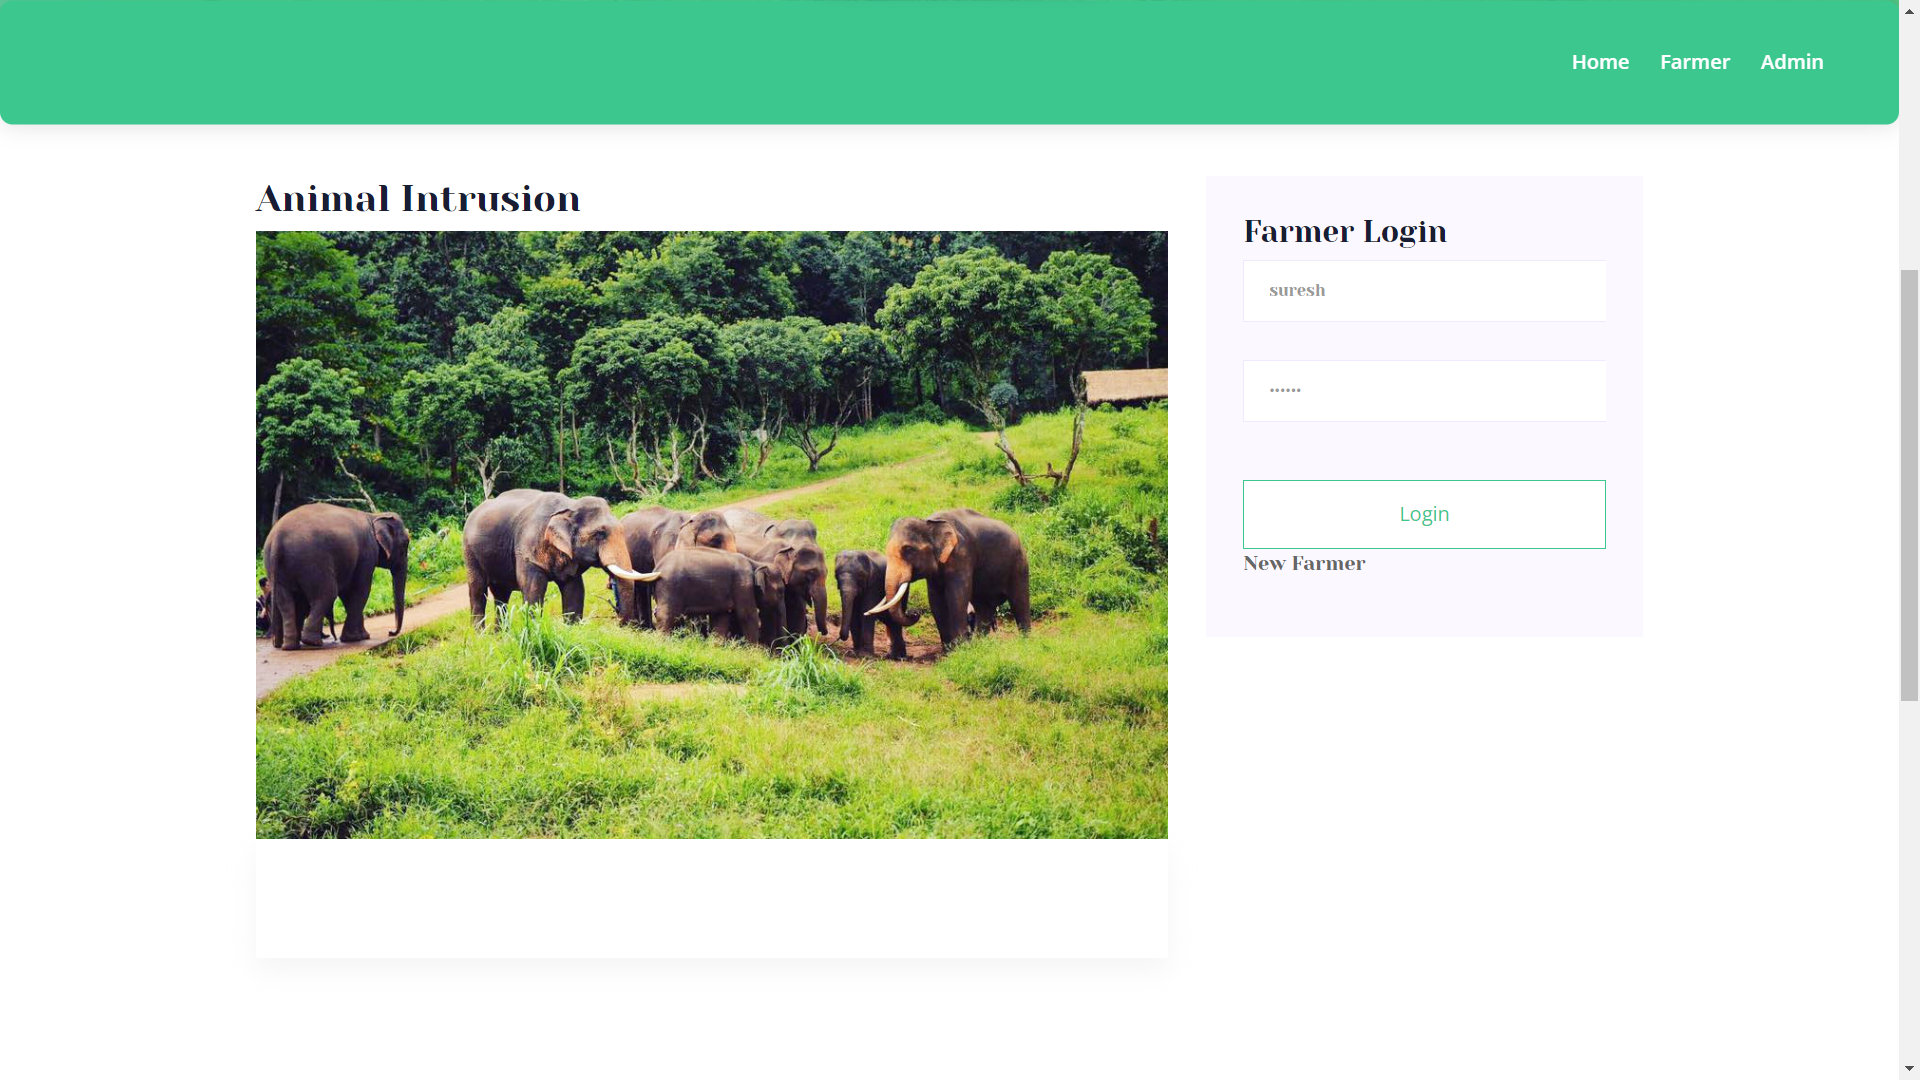 Home Farmer Admin
Animal Intrusion
Farmer Login
suresh
••••••
Login
New Farmer